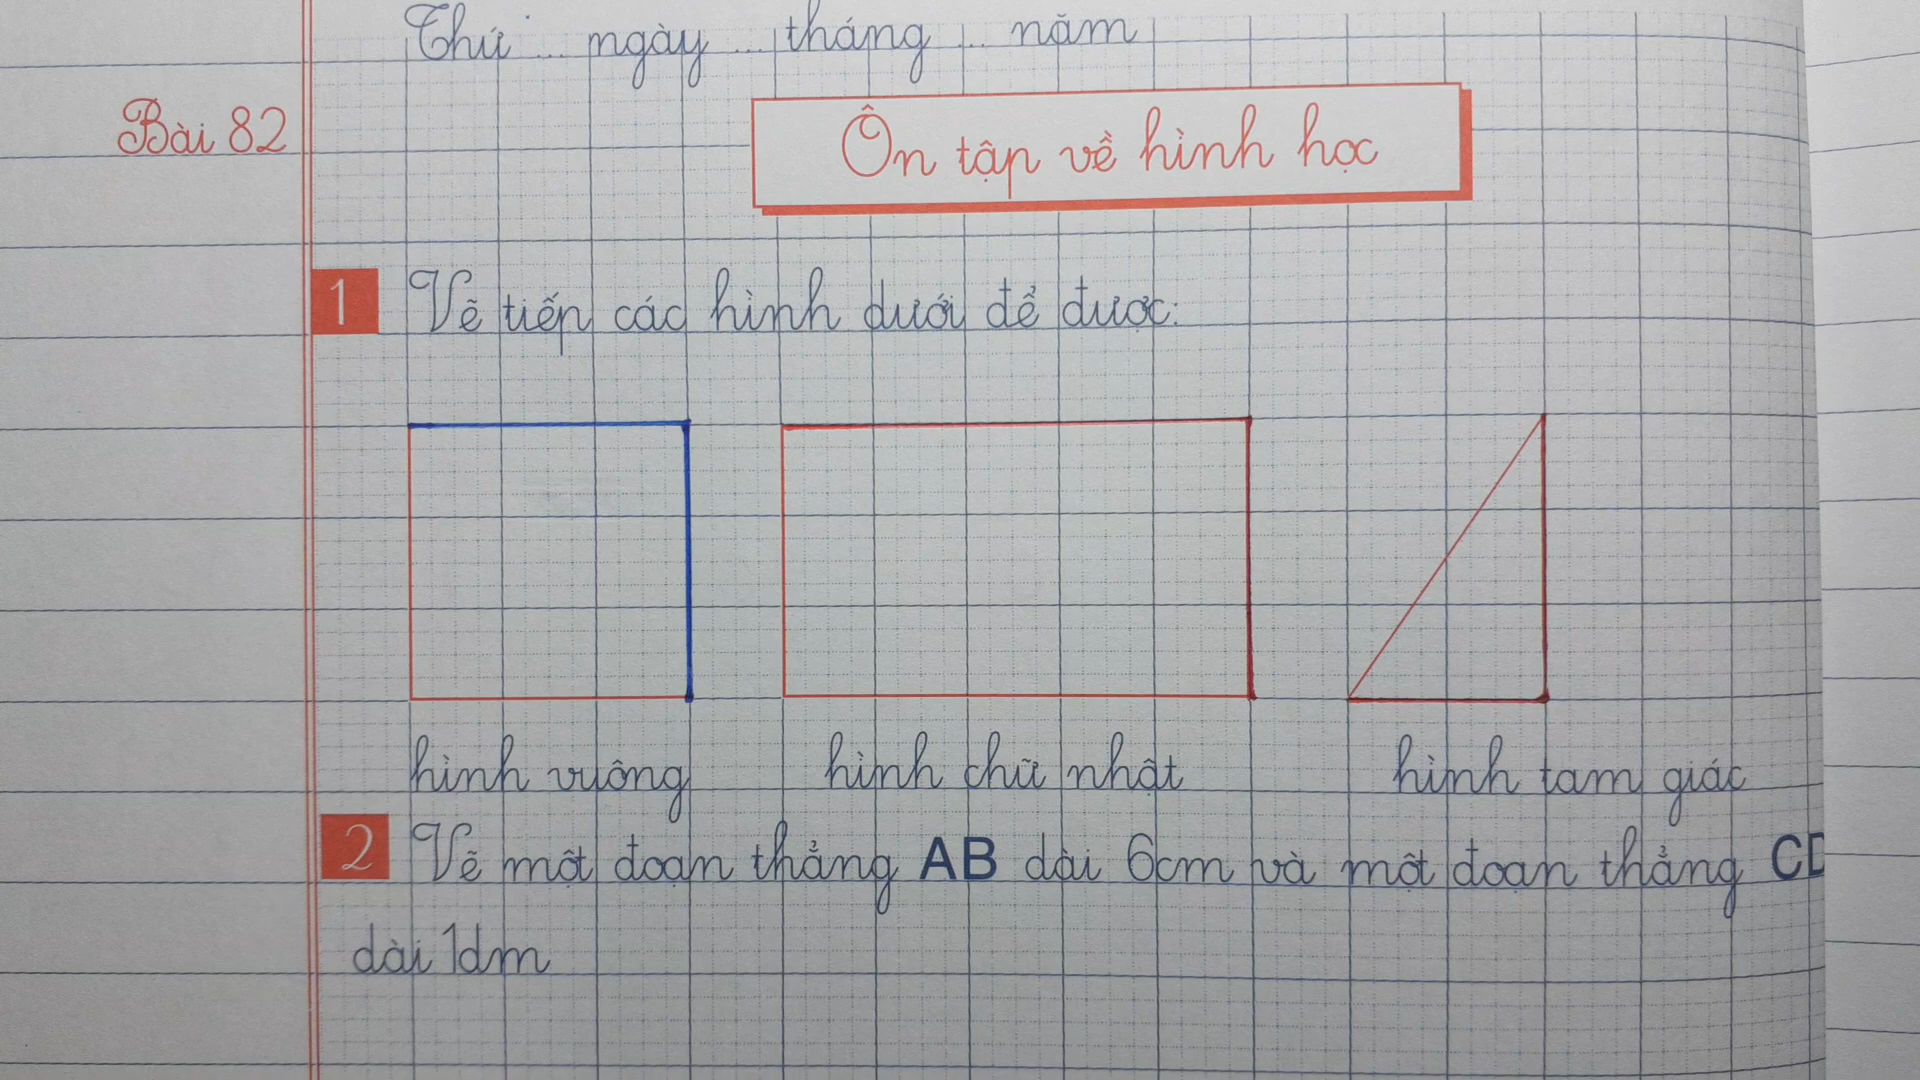 Thứ ... ngày ... tháng ... năm
Bài 82
Ôn tập về hình học
1 Vẽ tiếp các hình dưới để được:
hình vuông hình chữ nhật hình tam giác
2 Vẽ một đoạn thẳng AB dài 6cm và một đoạn thẳng CD
dài 1dm